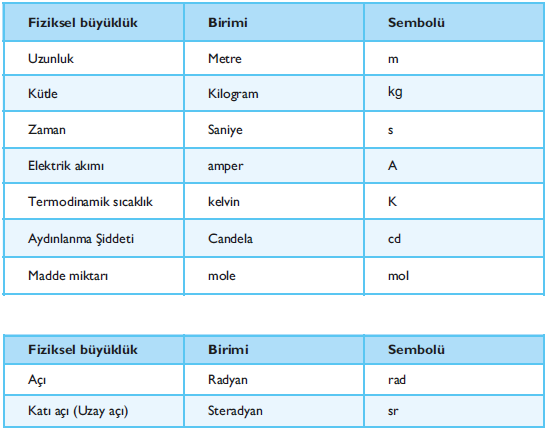 Fiziksel büyüklük Birimi Sembolü
Uzunluk Metre m
Kütle Kilogram kg
Zaman Saniye s
Elektrik akımı amper A
Termodinamik sıcaklık kelvin K
Aydınlanma Şiddeti Candela cd
Madde miktarı mole mol
Fiziksel büyüklük Birimi Sembolü
Açı Radyan rad
Katı açı (Uzay açı) Steradyan sr